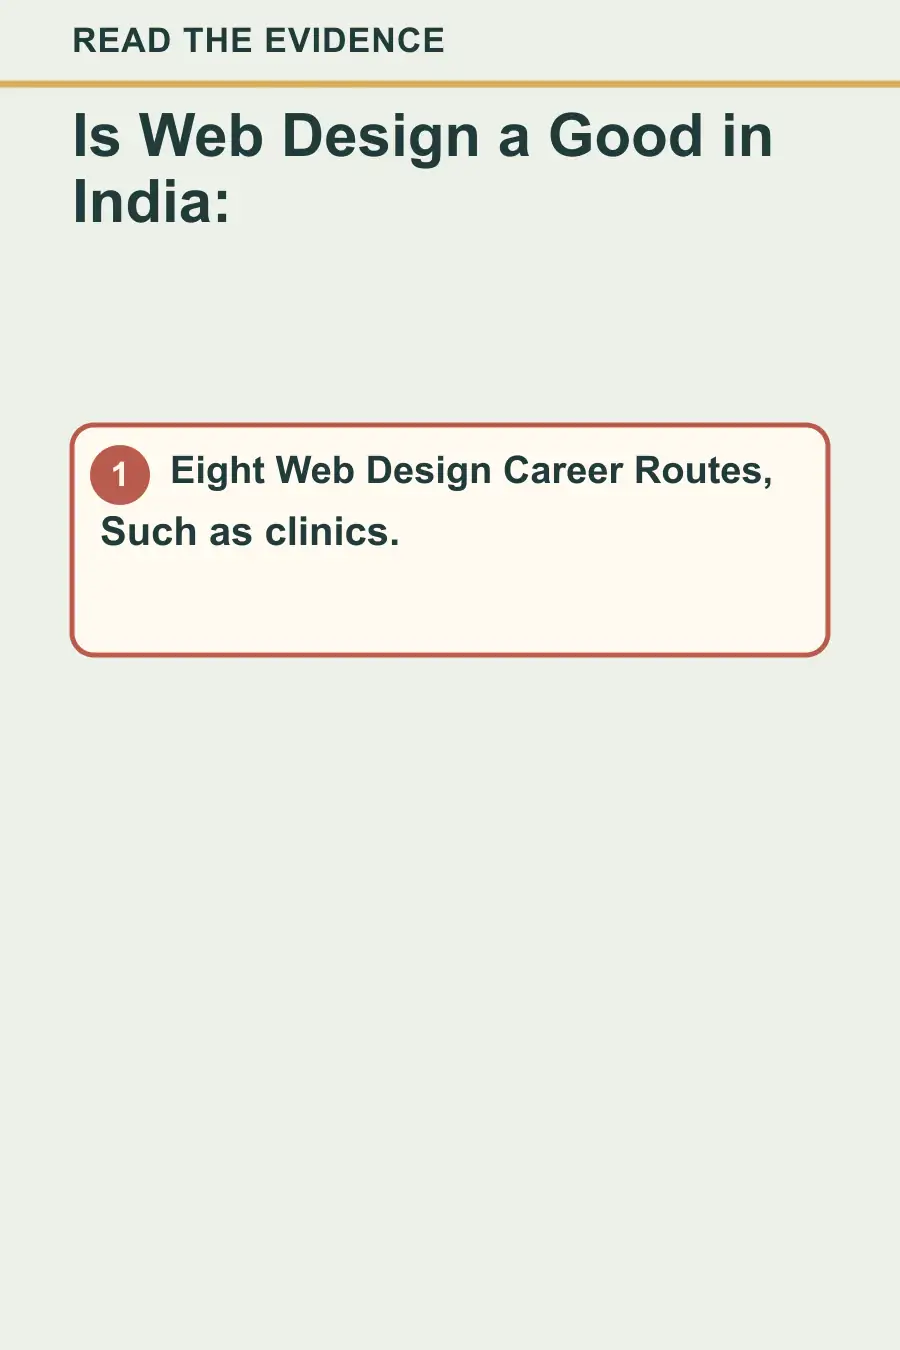 READ THE EVIDENCE
Is Web Design a Good in
India:
1 Eight Web Design Career Routes,
Such as clinics.